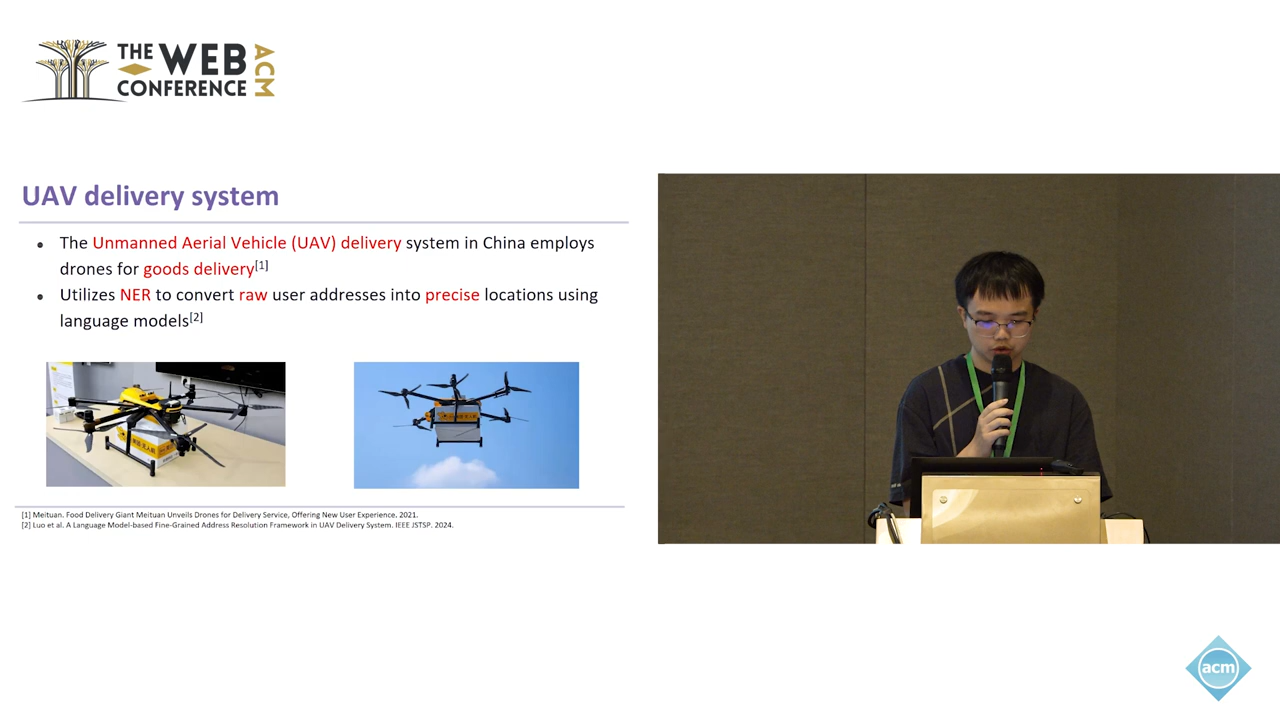 THE WEB
CONFERENCE
ACM
UAV delivery system
• The Unmanned Aerial Vehicle (UAV) delivery system in China employs
drones for goods delivery[1]
• Utilizes NER to convert raw user addresses into precise locations using
language models[2]
[1] Meituan. Food Delivery Giant Meituan Unveils Drones for Delivery Service, Offering New User Experience. 2021.
[2] Luo et al. A Language Model-based Fine-Grained Address Resolution Framework in UAV Delivery System. IEEE JSTSP. 2024.
acm